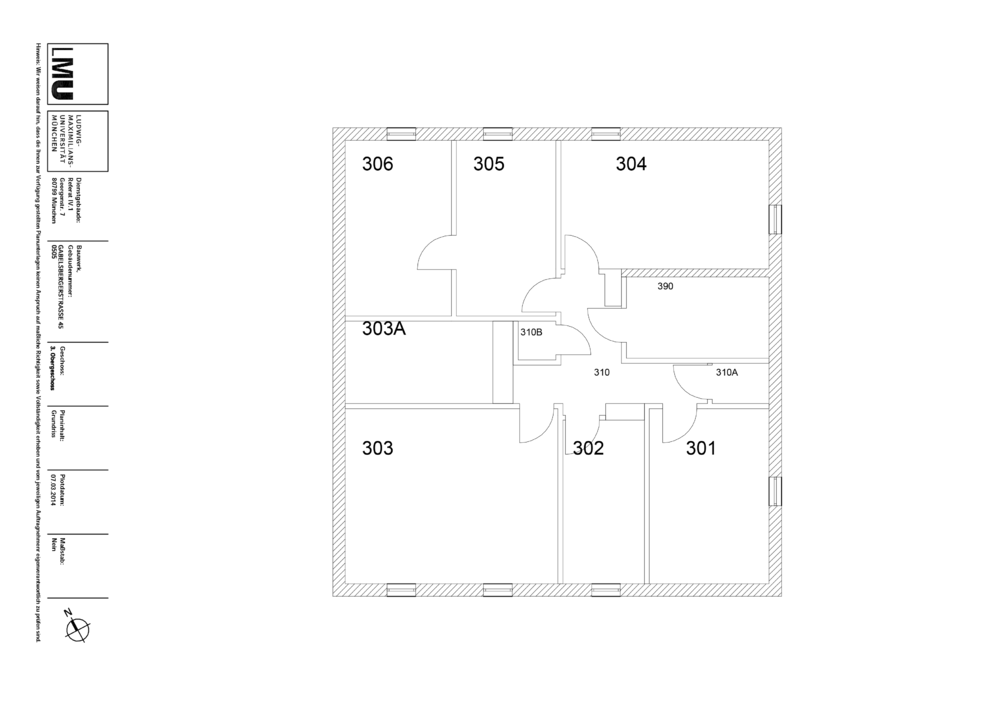 LMU
LUDWIG-
MAXIMILIANS-
UNIVERSITÄT
MÜNCHEN
Dienstgebäude:
Referat IV.1
Georgenstr. 7
80799 München
Bauwerk,
Gebäudenummer:
GABELSBERGERSTRASSE 45
0505
Geschoss:
3. Obergeschoss
Planinhalt:
Grundriss
Plotdatum:
07.03.2014
Maßstab:
Nein
N
Hinweis: Wir weisen darauf hin, dass die Ihnen zur Verfügung gestellten Planunterlagen keinen Anspruch auf maßliche Richtigkeit sowie Vollständigkeit erheben und vom jeweiligen Auftragnehmer eigenverantwortlich zu prüfen sind.
306
305
304
390
303A
310B
310
310A
303
302
301